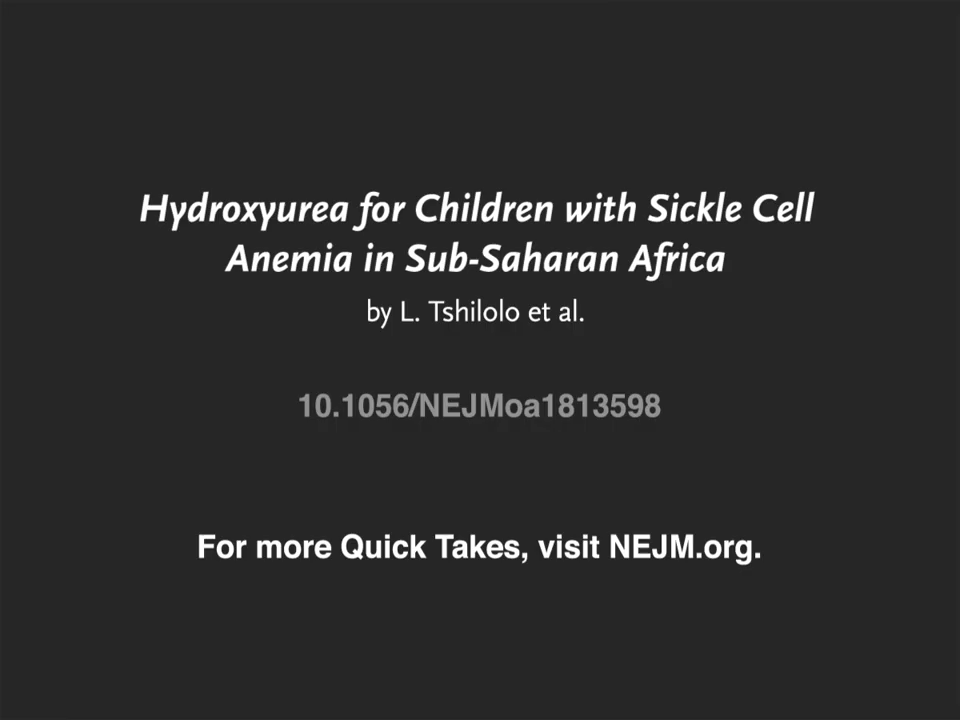 Hydroxyurea for Children with Sickle Cell
Anemia in Sub-Saharan Africa
by L. Tshilolo et al.
10.1056/NEJMoa1813598
For more Quick Takes, visit NEJM.org.